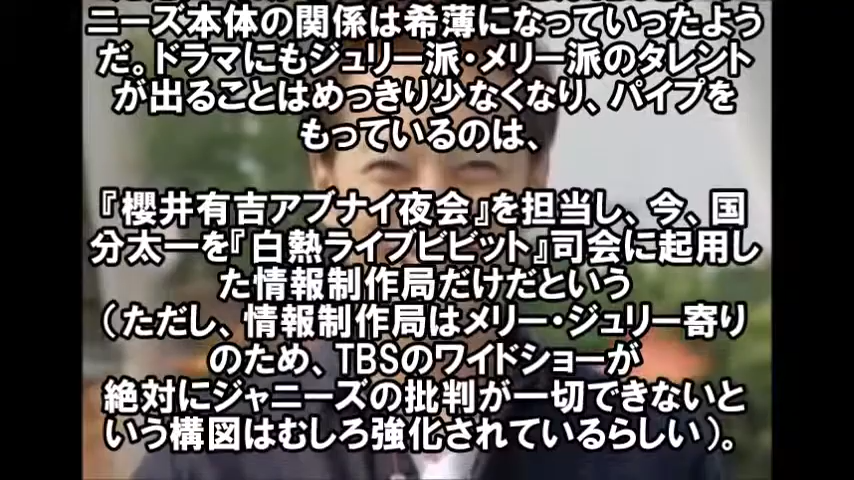 ニーズ本体の関係は希薄になっていったよう
だ。ドラマにもジュリー派・メリー派のタレント
が出ることはめっきり少なくなり、パイプを
もっているのは、
『櫻井有吉アブナイ夜会』を担当し、今、国
分太一を『白熱ライブビビット』司会に起用し
た情報制作局だけだという
（ただし、情報制作局はメリー・ジュリー寄り
のため、TBSのワイドショーが
絶対にジャニーズの批判が一切できないと
いう構図はむしろ強化されているらしい）。